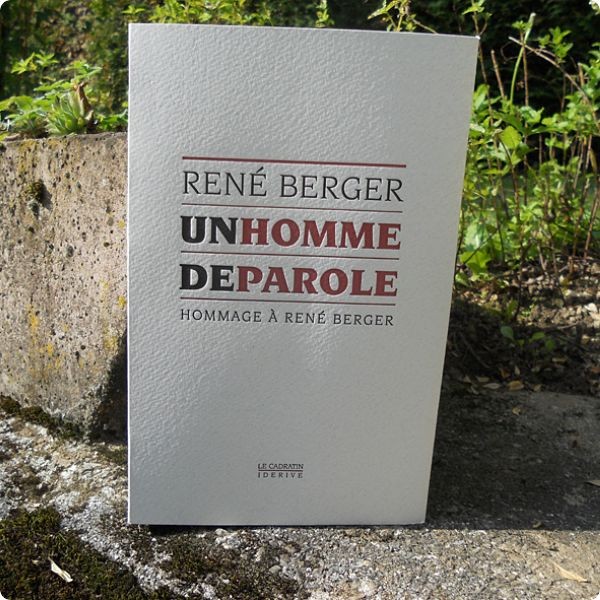 RENÉ BERGER
UNHOMME
DEPAROLE
HOMMAGE À RENÉ BERGER
LE CADRATIN
IDERIVE